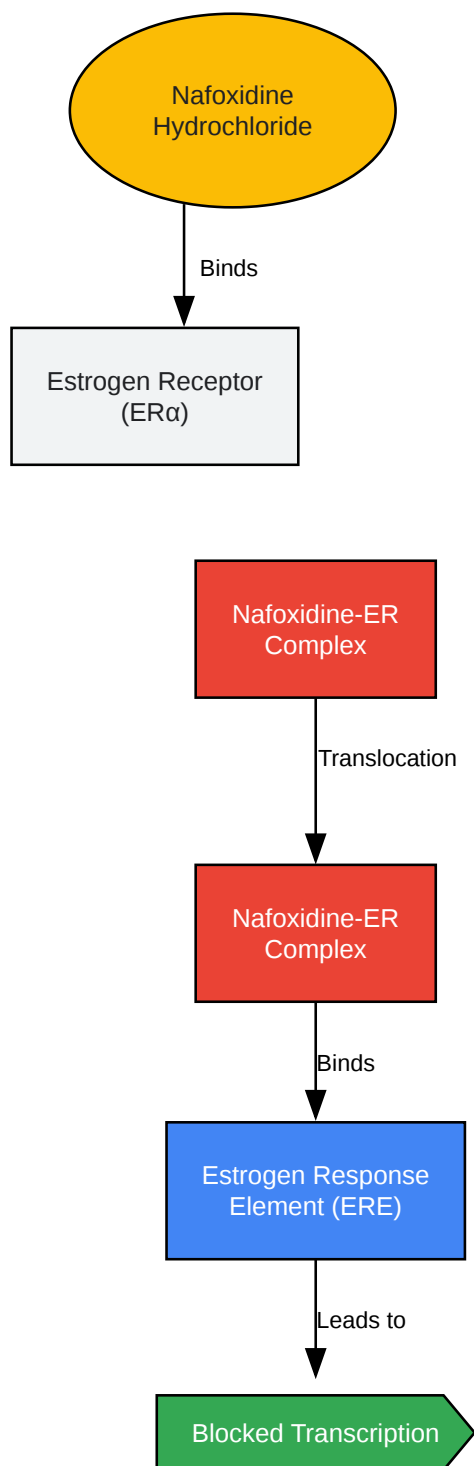 Nafoxidine
Hydrochloride
Binds
Estrogen Receptor
(ERα)
Nafoxidine-ER
Complex
Translocation
Nafoxidine-ER
Complex
Binds
Estrogen Response
Element (ERE)
Leads to
Blocked Transcription